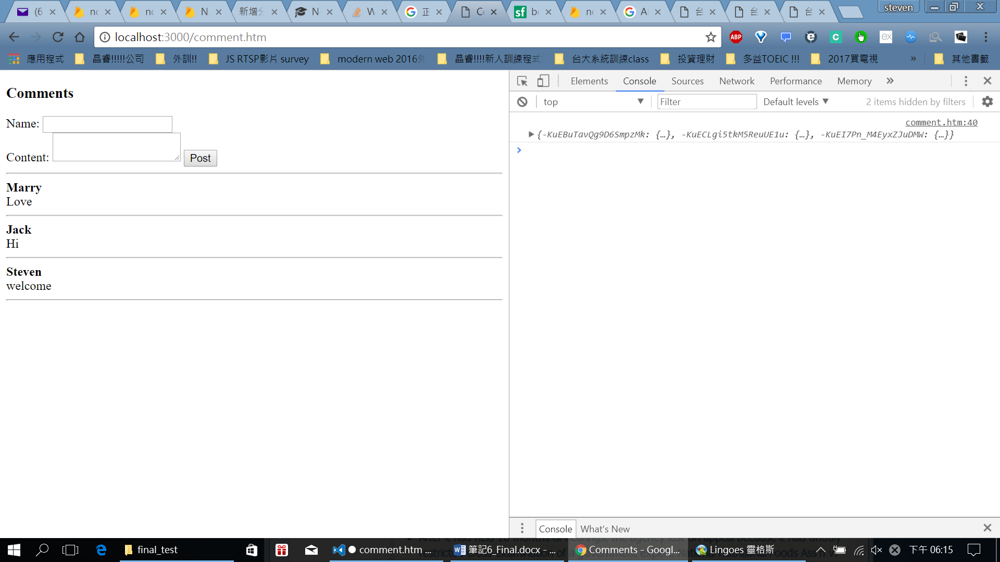 (6
nc
nc
N
新增分
N
W
正
C
sf
b
nc
A
台
台
台
steven
localhost:3000/comment.htm
ABP
應用程式
晶睿!!!!!公司
外訓!!
JS RTSP影片 survey
modern web 2016外
晶睿!!!!新人訓練程式
台大系統訓練class
投資理財
多益TOEIC !!!
2017買電視
»
其他書籤
Comments
Name:
Content:
Post
Marry
Love
Jack
Hi
Steven
welcome
Elements
Console
Sources
Network
Performance
Memory
»
top
Filter
Default levels
2 items hidden by filters
comment.htm:40
{-KuEBuTavQg9D6SmpzMk: {…}, -KuECLgi5tkM5ReuUE1u: {…}, -KuEI7Pn_M4EyxZJuDMW: {…}}
Console
What's New
final_test
comment.htm ...
筆記6_Final.docx - ...
Comments - Googl...
Lingoes 靈格斯
下午 06:15